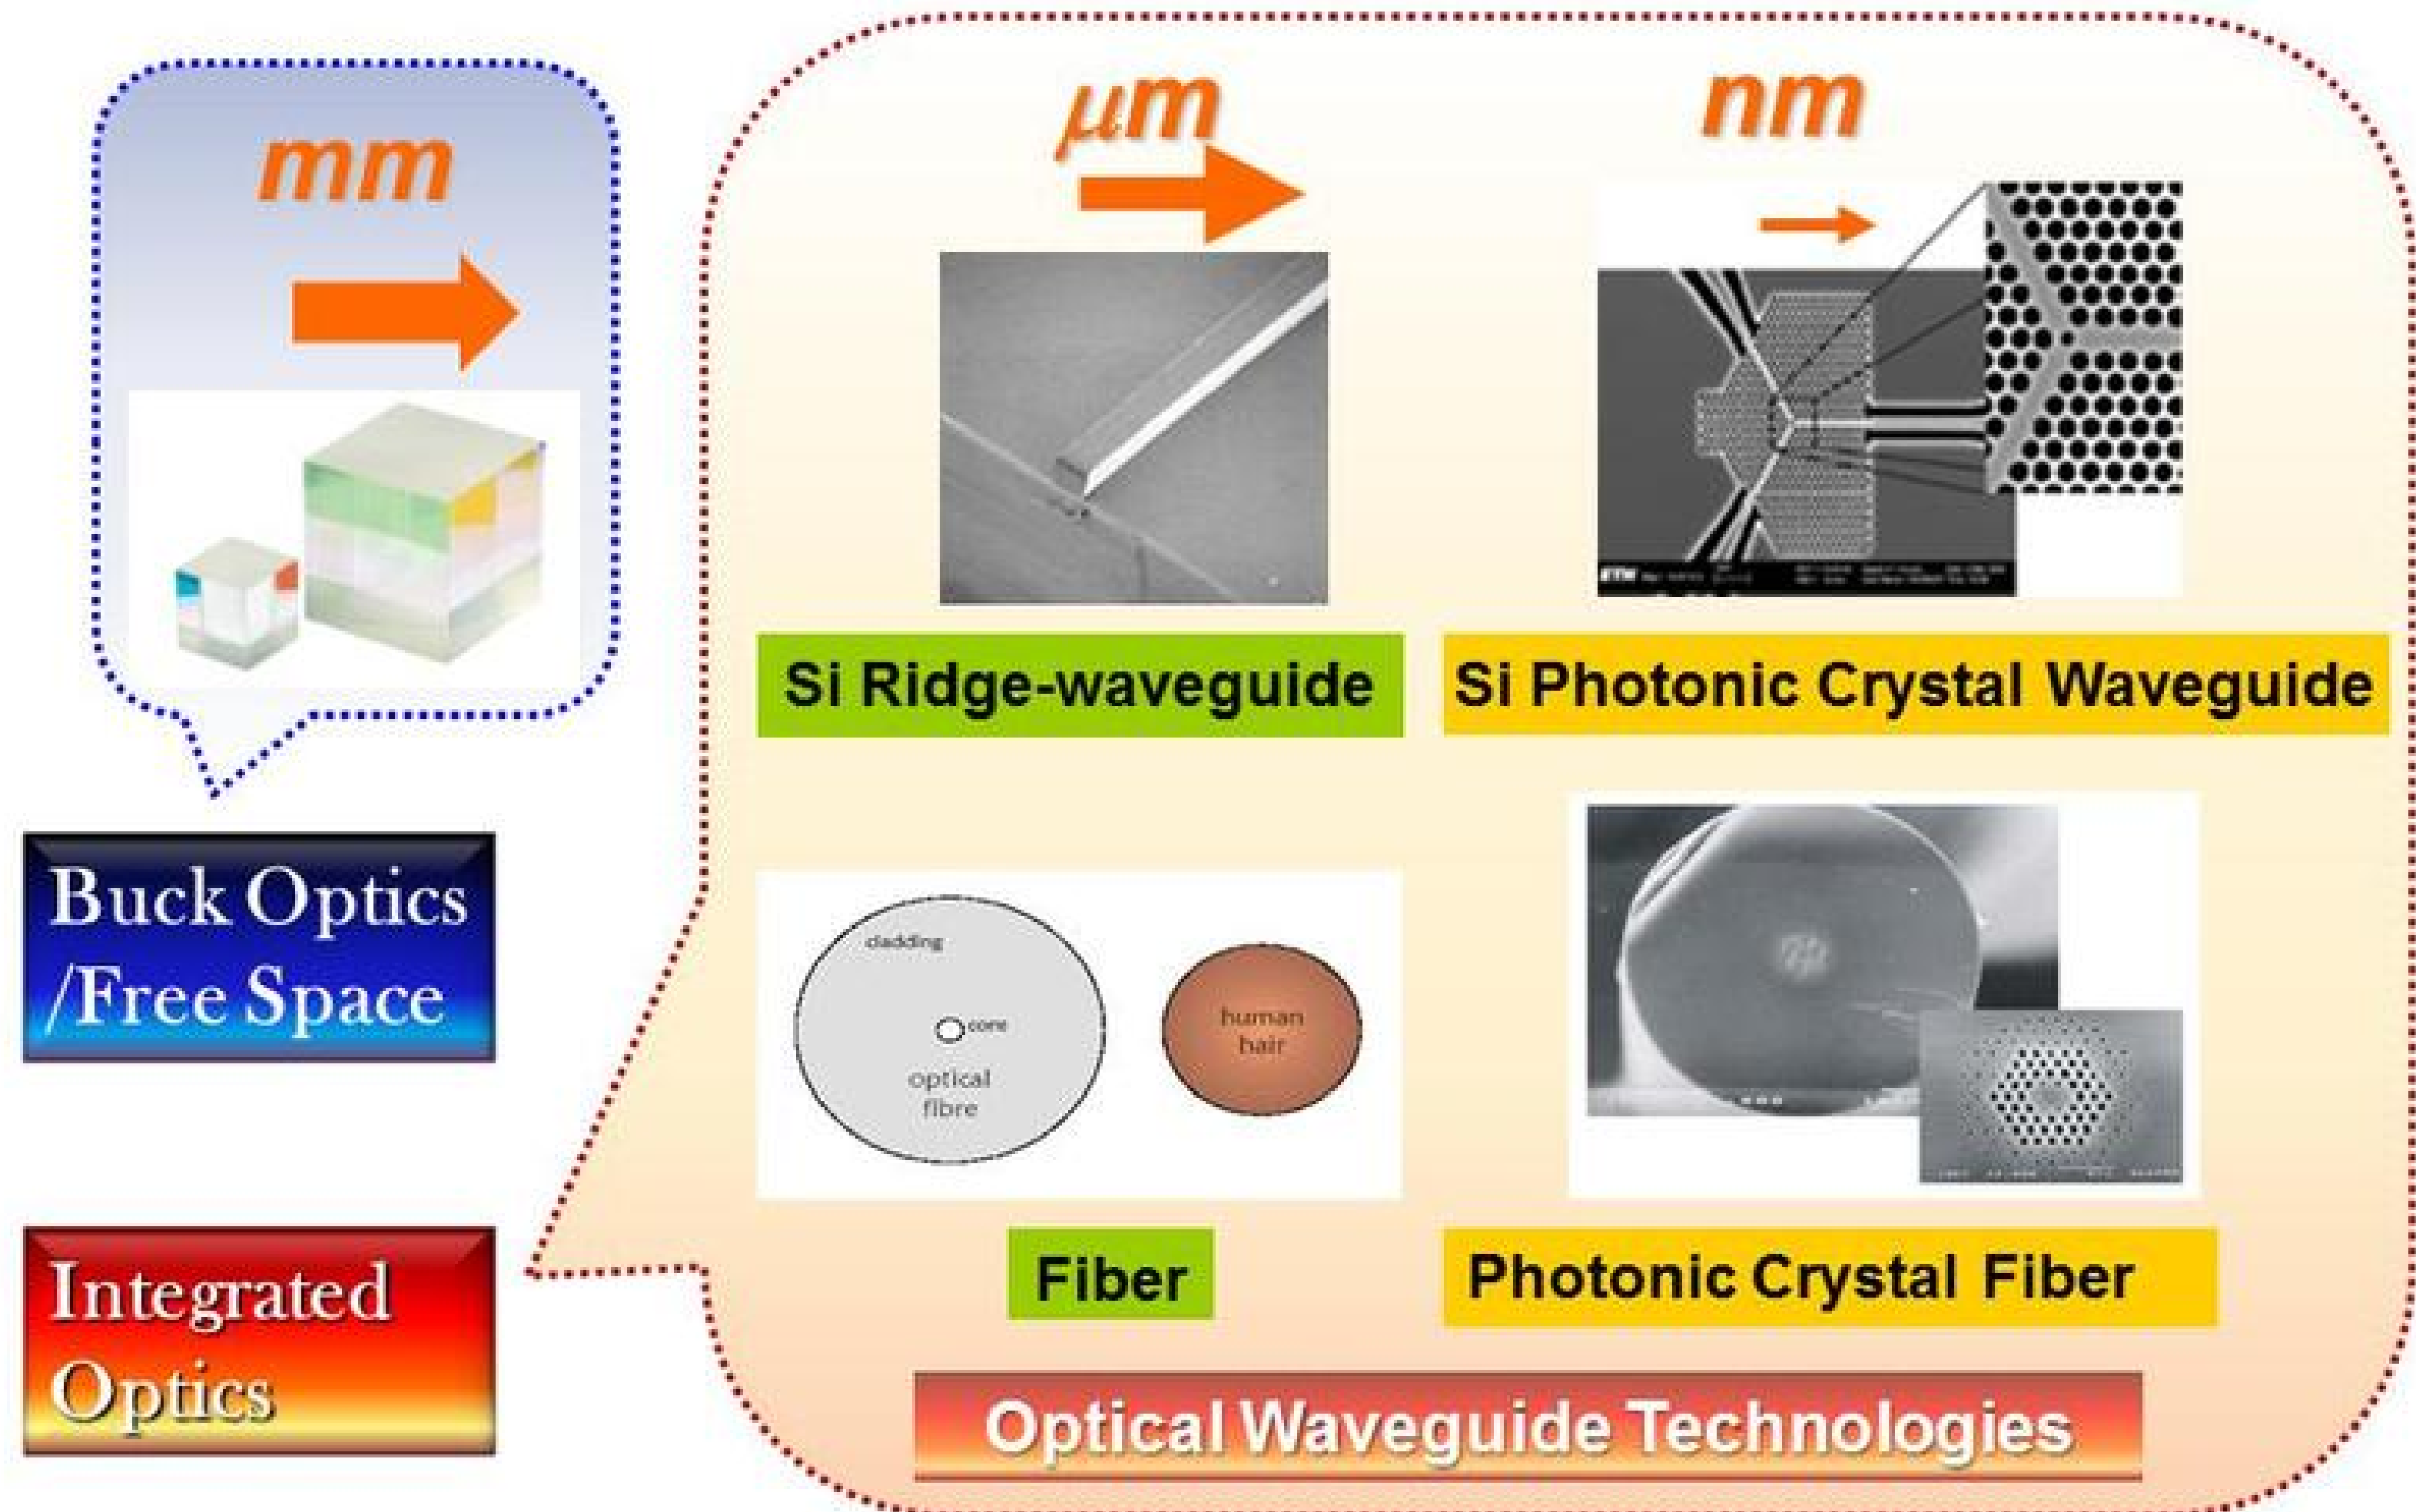 mm
μm
nm
Si Ridge-waveguide
Si Photonic Crystal Waveguide
Buck Optics
/Free Space
cladding
core
optical
fibre
human
hair
Integrated
Optics
Fiber
Photonic Crystal Fiber
Optical Waveguide Technologies